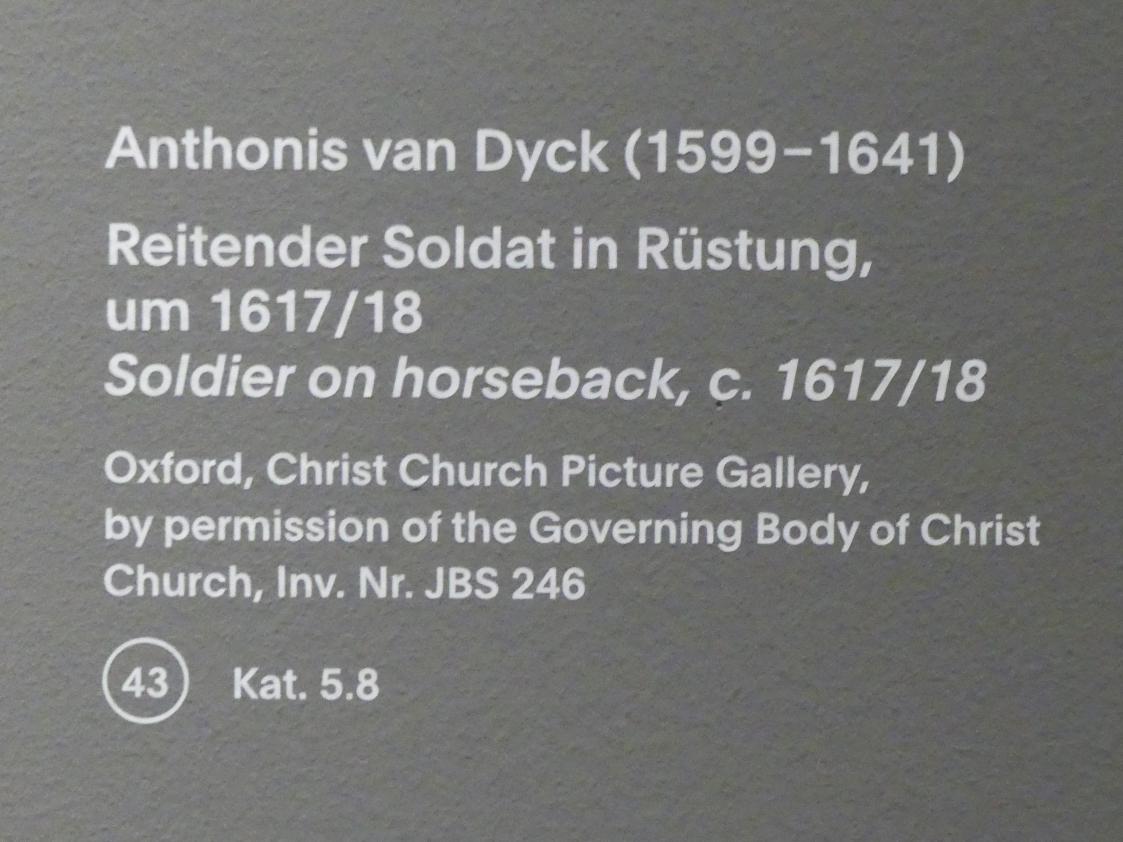 Anthonis van Dyck (1599–1641)
Reitender Soldat in Rüstung,
um 1617/18
Soldier on horseback, c. 1617/18
Oxford, Christ Church Picture Gallery,
by permission of the Governing Body of Christ
Church, Inv. Nr. JBS 246
43 Kat. 5.8